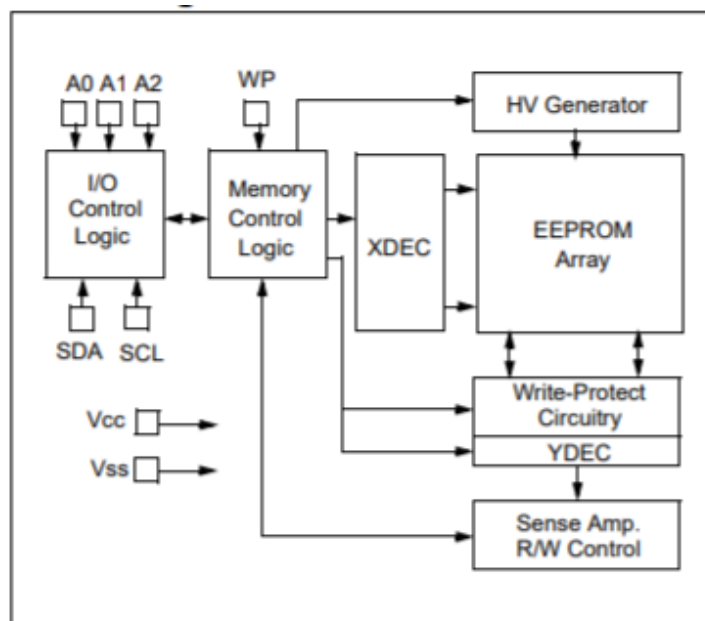 A0 A1 A2
WP
HV Generator
I/O
Control
Logic
Memory
Control
Logic
XDEC
EEPROM
Array
SDA
SCL
Write-Protect
Circuitry
YDEC
Vcc
Vss
Sense Amp.
R/W Control